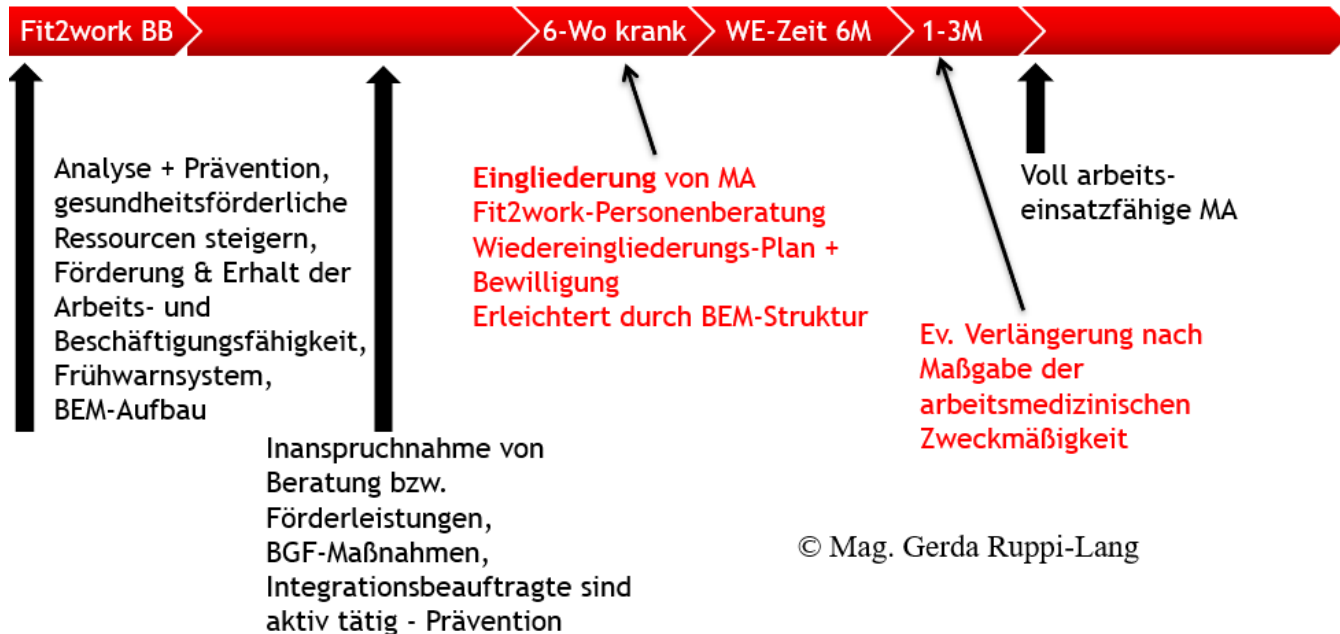 Fit2work BB
6-Wo krank
WE-Zeit 6M
1-3M
Analyse + Prävention,
gesundheitsförderliche
Ressourcen steigern,
Förderung & Erhalt der
Arbeits- und
Beschäftigungsfähigkeit,
Frühwarnsystem,
BEM-Aufbau
Inanspruchnahme von
Beratung bzw.
Förderleistungen,
BGF-Maßnahmen,
Integrationsbeauftragte sind
aktiv tätig - Prävention
Eingliederung von MA
Fit2work-Personenberatung
Wiedereingliederungs-Plan +
Bewilligung
Erleichtert durch BEM-Struktur
Ev. Verlängerung nach
Maßgabe der
arbeitsmedizinischen
Zweckmäßigkeit
Voll arbeits-
einsatzfähige MA
© Mag. Gerda Ruppi-Lang